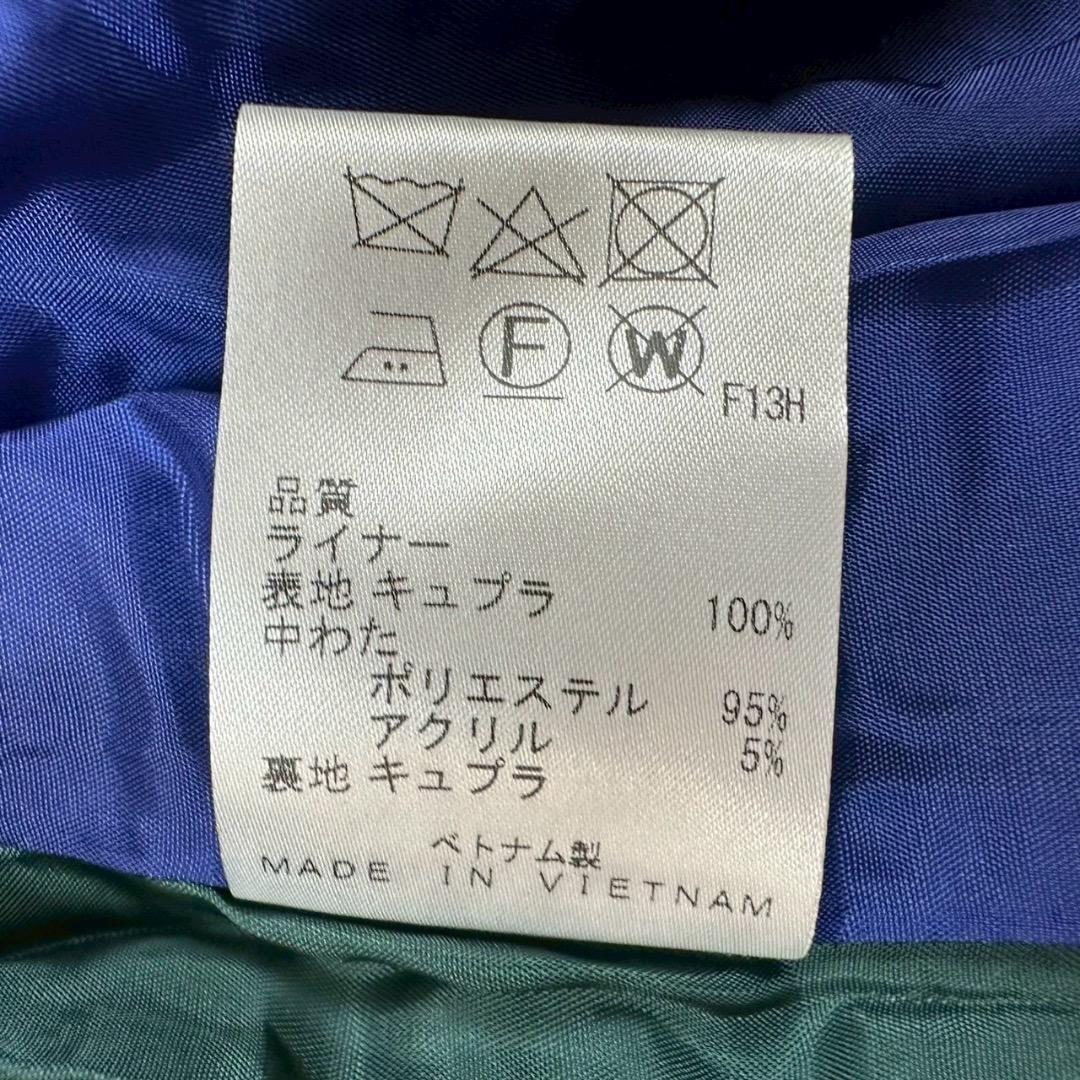 F
W
F13H
品質
ライナー
表地 キュプラ 100%
中わた
ポリエステル 95%
アクリル 5%
裏地 キュプラ
ベトナム製
MADE IN VIETNAM